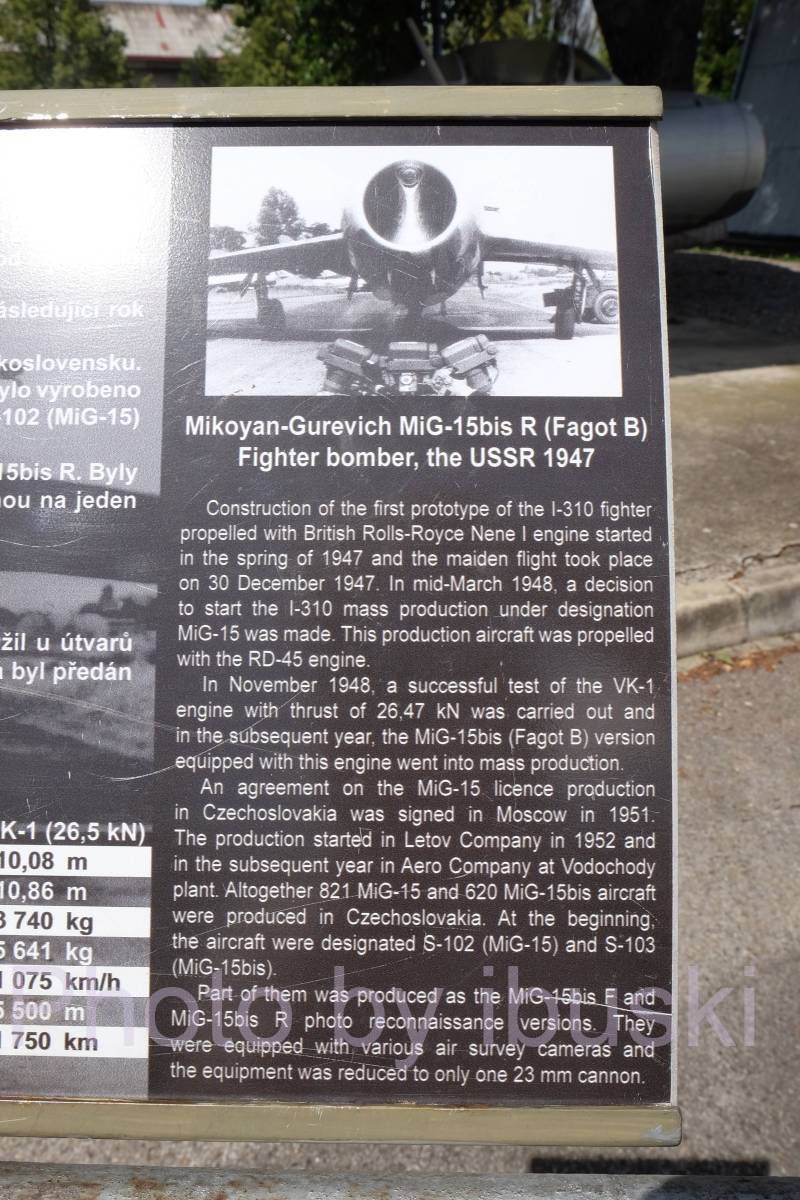 od
ásledující rok
koslovensku.
ylo vyrobeno
-102 (MiG-15)
15bis R. Byly
nou na jeden
žil u útvarů
a byl předán
K-1 (26,5 kN)
10,08 m
10,86 m
3 740 kg
5 641 kg
1 075 km/h
5 500 m
1 750 km
Mikoyan-Gurevich MiG-15bis R (Fagot B)
Fighter bomber, the USSR 1947
Construction of the first prototype of the I-310 fighter
propelled with British Rolls-Royce Nene I engine started
in the spring of 1947 and the maiden flight took place
on 30 December 1947. In mid-March 1948, a decision
to start the I-310 mass production under designation
MiG-15 was made. This production aircraft was propelled
with the RD-45 engine.
In November 1948, a successful test of the VK-1
engine with thrust of 26,47 kN was carried out and
in the subsequent year, the MiG-15bis (Fagot B) version
equipped with this engine went into mass production.
An agreement on the MiG-15 licence production
in Czechoslovakia was signed in Moscow in 1951.
The production started in Letov Company in 1952 and
in the subsequent year in Aero Company at Vodochody
plant. Altogether 821 MiG-15 and 620 MiG-15bis aircraft
were produced in Czechoslovakia. At the beginning,
the aircraft were designated S-102 (MiG-15) and S-103
(MiG-15bis).
Part of them was produced as the MiG-15bis F and
MiG-15bis R photo reconnaissance versions. They
were equipped with various air survey cameras and
the equipment was reduced to only one 23 mm cannon.
Photo by ibuski